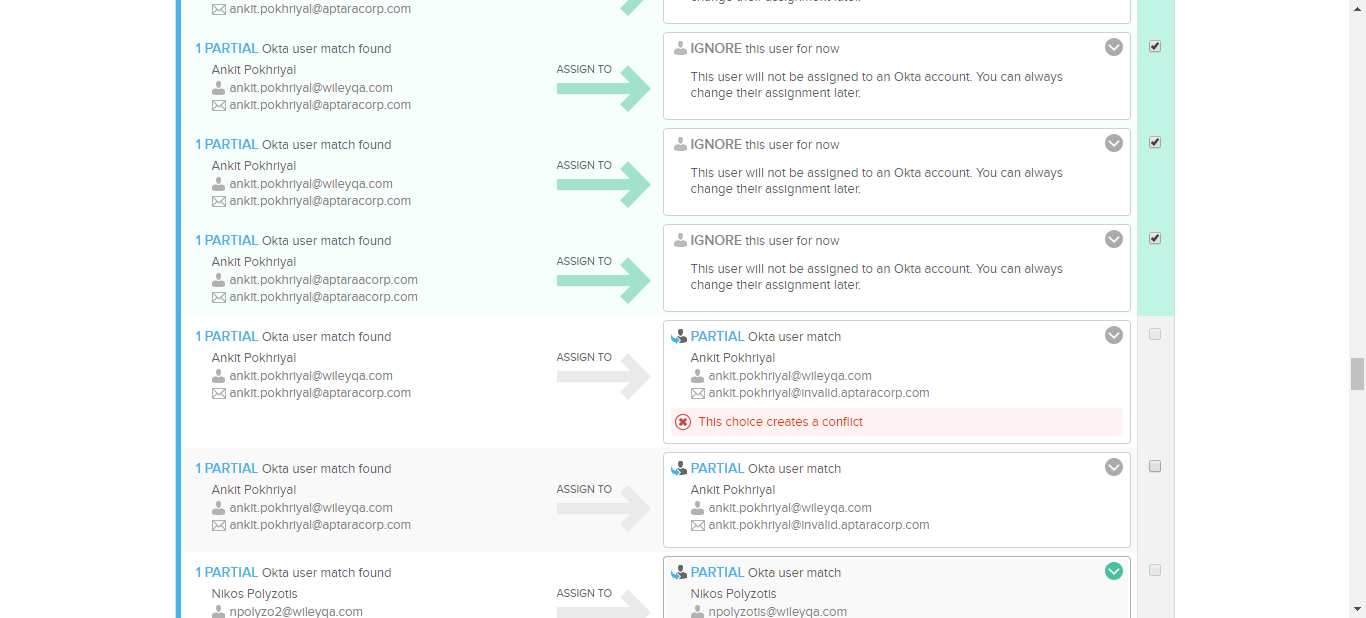 ankit.pokhriyal@aptaracorp.com
change their assignment later.
1 PARTIAL Okta user match found
Ankit Pokhriyal
ankit.pokhriyal@wileyqa.com
ankit.pokhriyal@aptaracorp.com
ASSIGN TO
IGNORE this user for now
This user will not be assigned to an Okta account. You can always
change their assignment later.
1 PARTIAL Okta user match found
Ankit Pokhriyal
ankit.pokhriyal@wileyqa.com
ankit.pokhriyal@aptaracorp.com
ASSIGN TO
IGNORE this user for now
This user will not be assigned to an Okta account. You can always
change their assignment later.
1 PARTIAL Okta user match found
Ankit Pokhriyal
ankit.pokhriyal@aptaraacorp.com
ankit.pokhriyal@aptaraacorp.com
ASSIGN TO
IGNORE this user for now
This user will not be assigned to an Okta account. You can always
change their assignment later.
1 PARTIAL Okta user match found
Ankit Pokhriyal
ankit.pokhriyal@wileyqa.com
ankit.pokhriyal@aptaracorp.com
ASSIGN TO
PARTIAL Okta user match
Ankit Pokhriyal
ankit.pokhriyal@wileyqa.com
ankit.pokhriyal@invalid.aptaracorp.com
This choice creates a conflict
1 PARTIAL Okta user match found
Ankit Pokhriyal
ankit.pokhriyal@wileyqa.com
ankit.pokhriyal@aptaracorp.com
ASSIGN TO
PARTIAL Okta user match
Ankit Pokhriyal
ankit.pokhriyal@wileyqa.com
ankit.pokhriyal@invalid.aptaracorp.com
1 PARTIAL Okta user match found
Nikos Polyzotis
npolyzo2@wileyqa.com
ASSIGN TO
PARTIAL Okta user match
Nikos Polyzotis
npolyzotis@wileyqa.com